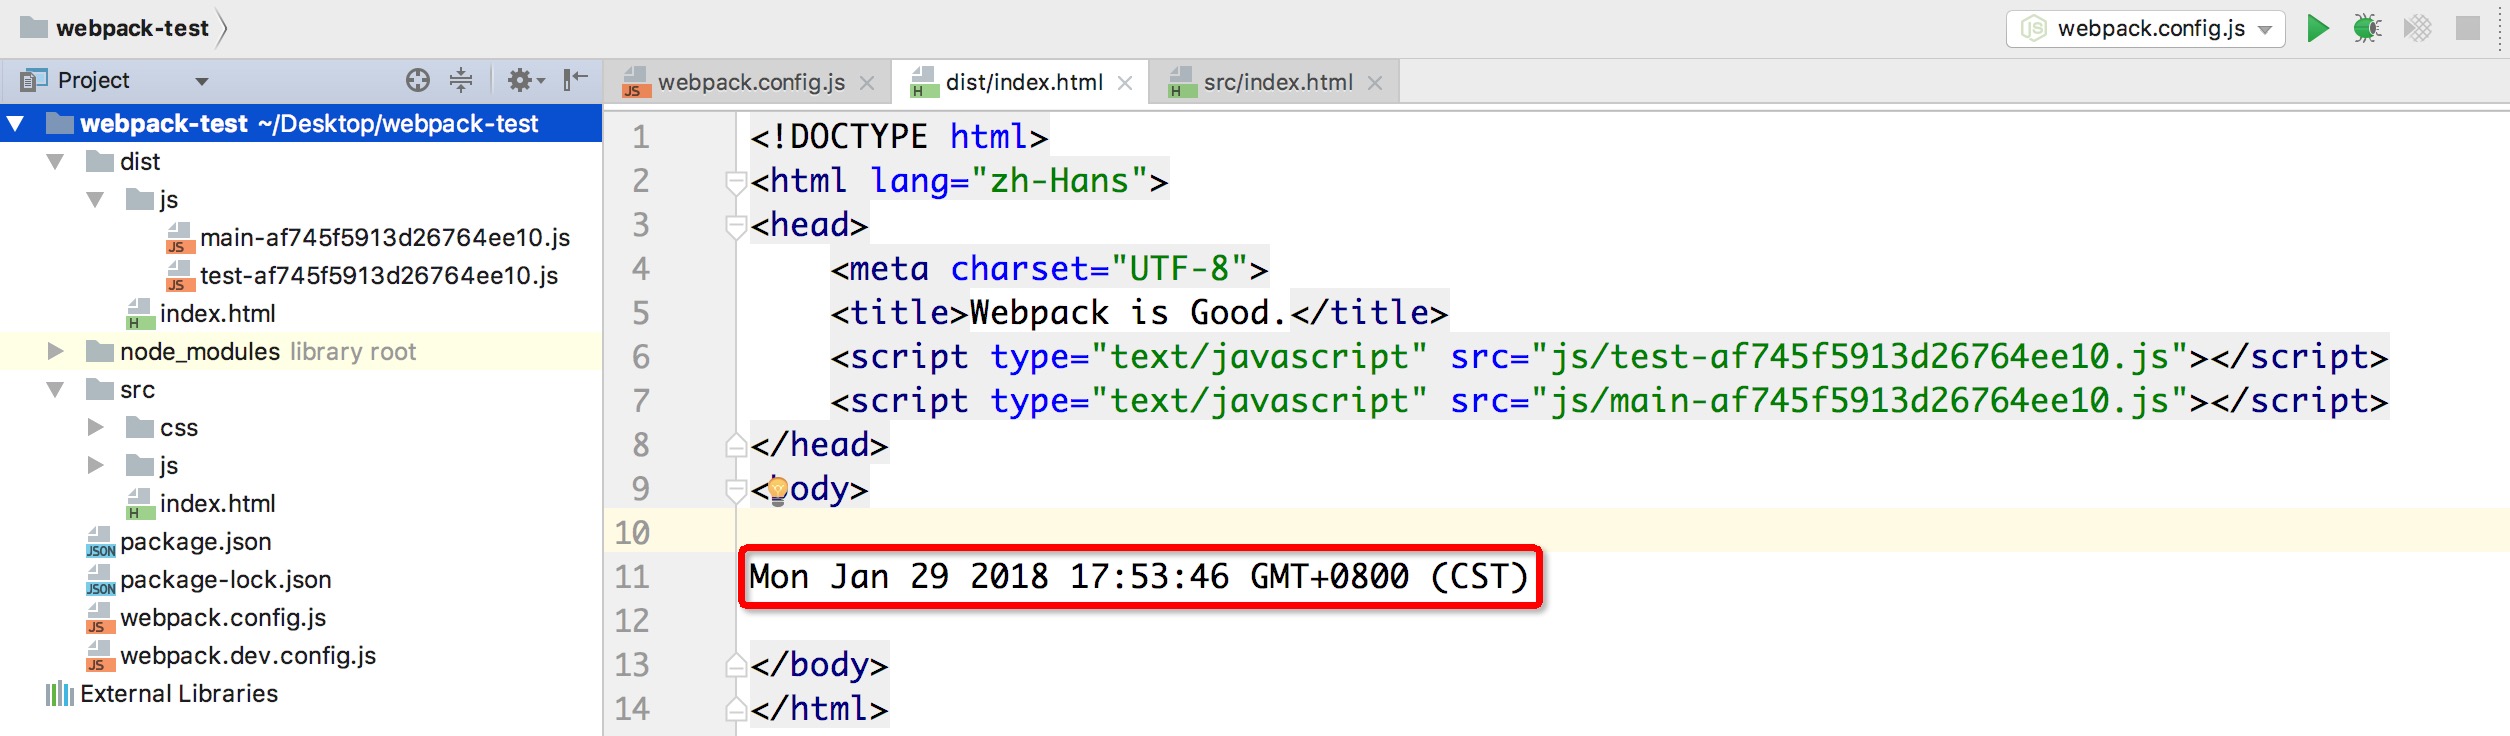 webpack-test
webpack.config.js
Project
webpack.config.js
dist/index.html
src/index.html
webpack-test ~/Desktop/webpack-test
dist
js
main-af745f5913d26764ee10.js
test-af745f5913d26764ee10.js
index.html
node_modules library root
src
css
js
index.html
package.json
package-lock.json
webpack.config.js
webpack.dev.config.js
External Libraries
1 <!DOCTYPE html>
2 <html lang="zh-Hans">
3 <head>
4 <meta charset="UTF-8">
5 <title>Webpack is Good.</title>
6 <script type="text/javascript" src="js/test-af745f5913d26764ee10.js"></script>
7 <script type="text/javascript" src="js/main-af745f5913d26764ee10.js"></script>
8 </head>
9 <body>
10
11 Mon Jan 29 2018 17:53:46 GMT+0800 (CST)
12
13 </body>
14 </html>